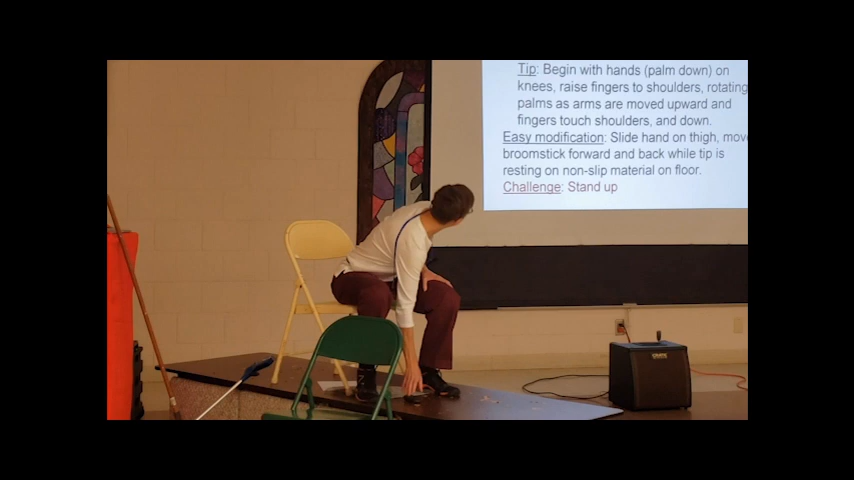 Tip: Begin with hands (palm down) on
knees, raise fingers to shoulders, rotating
palms as arms are moved upward and
fingers touch shoulders, and down.
Easy modification: Slide hand on thigh, mov
broomstick forward and back while tip is
resting on non-slip material on floor.
Challenge: Stand up